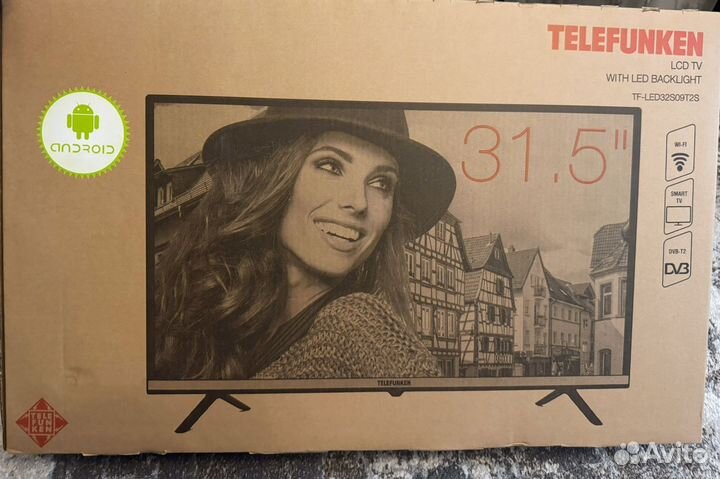 TELEFUNKEN
LCD TV
WITH LED BACKLIGHT
TF-LED32S09T2S
ANDROID
31.5"
WI-FI
SMART
TV
DVB-T2
DVB
TELEFUNKEN
TELE
FUN
KEN
Avito